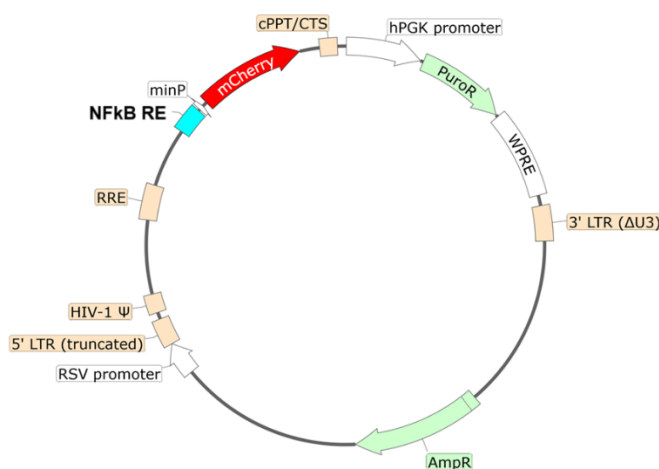 cPPT/CTS
hPGK promoter
mCherry
PuroR
minP
NFkB RE
WPRE
RRE
3' LTR (ΔU3)
HIV-1 Ψ
5' LTR (truncated)
RSV promoter
AmpR